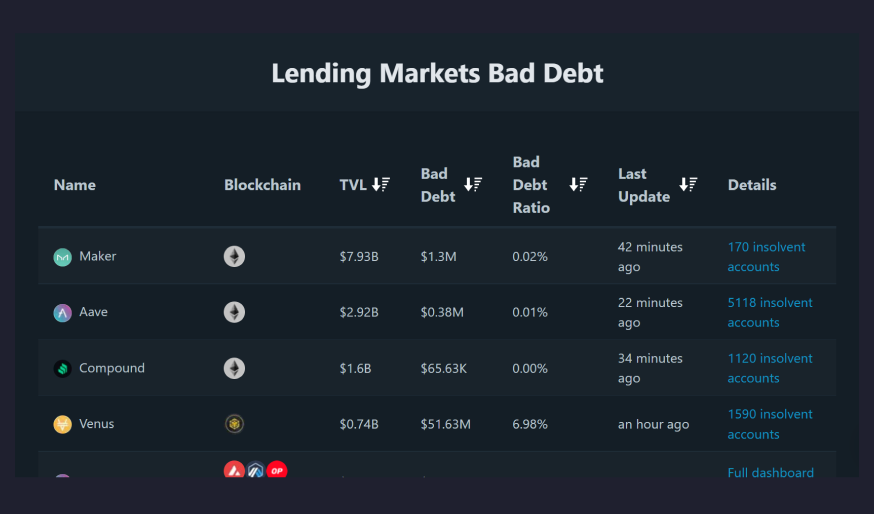 Lending Markets Bad Debt
Name Blockchain TVL Bad Debt Bad Debt Ratio Last Update Details
Maker $7.93B $1.3M 0.02% 42 minutes ago 170 insolvent accounts
Aave $2.92B $0.38M 0.01% 22 minutes ago 5118 insolvent accounts
Compound $1.6B $65.63K 0.00% 34 minutes ago 1120 insolvent accounts
Venus $0.74B $51.63M 6.98% an hour ago 1590 insolvent accounts
OP Full dashboard